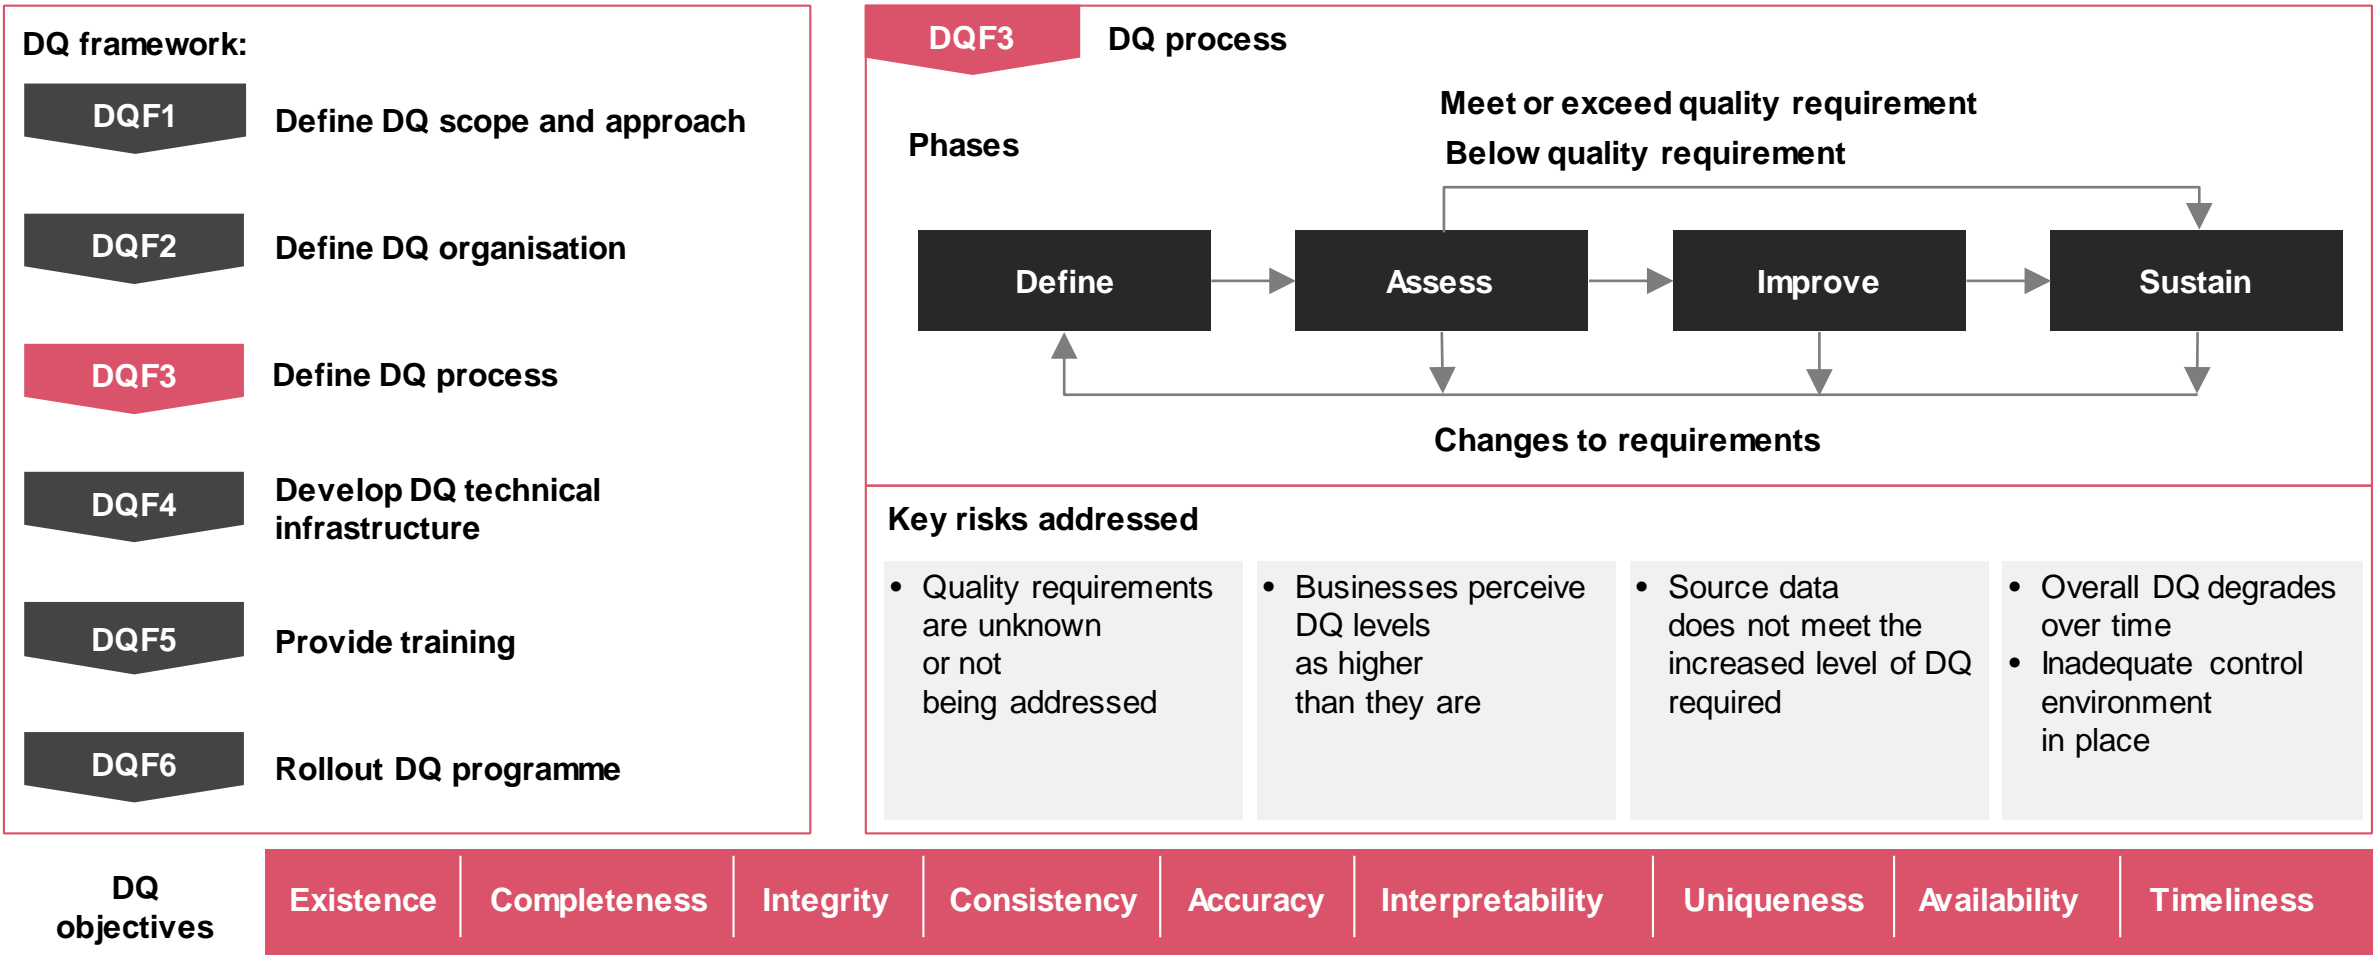 DQ framework:
DQF1
Define DQ scope and approach
DQF2
Define DQ organisation
DQF3
Define DQ process
DQF4
Develop DQ technical
infrastructure
DQF5
Provide training
DQF6
Rollout DQ programme
DQF3
DQ process
Phases
Meet or exceed quality requirement
Below quality requirement
Define
Assess
Improve
Sustain
Changes to requirements
Key risks addressed
• Quality requirements
are unknown
or not
being addressed
• Businesses perceive
DQ levels
as higher
than they are
• Source data
does not meet the
increased level of DQ
required
• Overall DQ degrades
over time
• Inadequate control
environment
in place
DQ
objectives
Existence
Completeness
Integrity
Consistency
Accuracy
Interpretability
Uniqueness
Availability
Timeliness